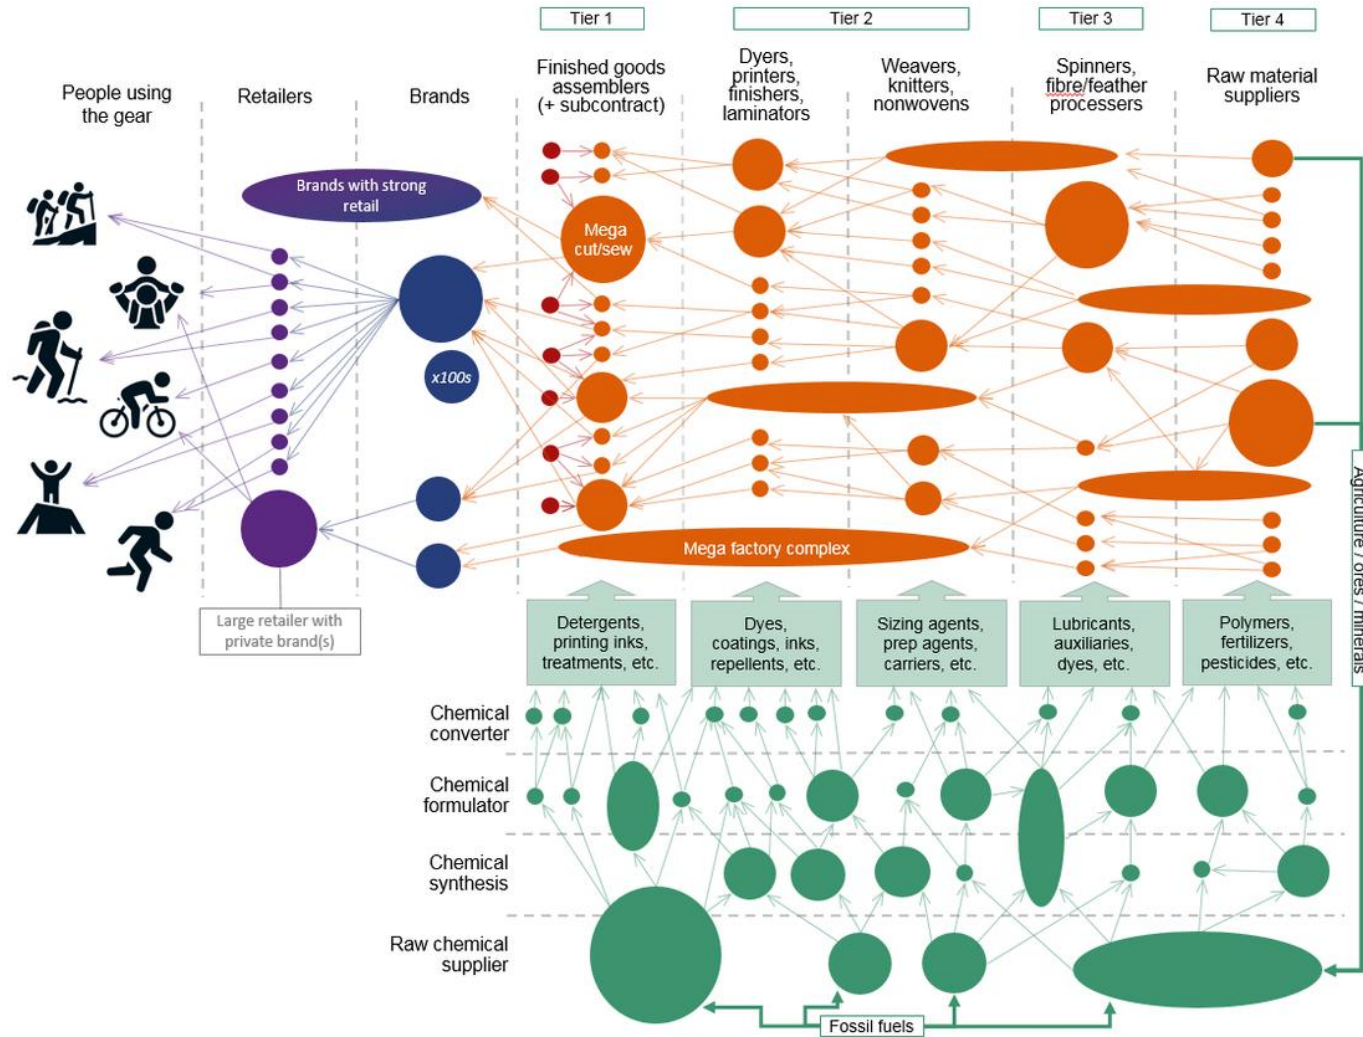 Tier 1
Tier 2
Tier 3
Tier 4
People using
the gear
Retailers
Brands
Finished goods
assemblers
(+ subcontract)
Dyers,
printers,
finishers,
laminators
Weavers,
knitters,
nonwovens
Spinners,
fibre/feather
processers
Raw material
suppliers
Brands with strong
retail
Mega
cut/sew
x100s
Mega factory complex
Large retailer with
private brand(s)
Detergents,
printing inks,
treatments, etc.
Dyes,
coatings, inks,
repellents, etc.
Sizing agents,
prep agents,
carriers, etc.
Lubricants,
auxiliaries,
dyes, etc.
Polymers,
fertilizers,
pesticides, etc.
Agriculture / ores / minerals
Chemical
converter
Chemical
formulator
Chemical
synthesis
Raw chemical
supplier
Fossil fuels